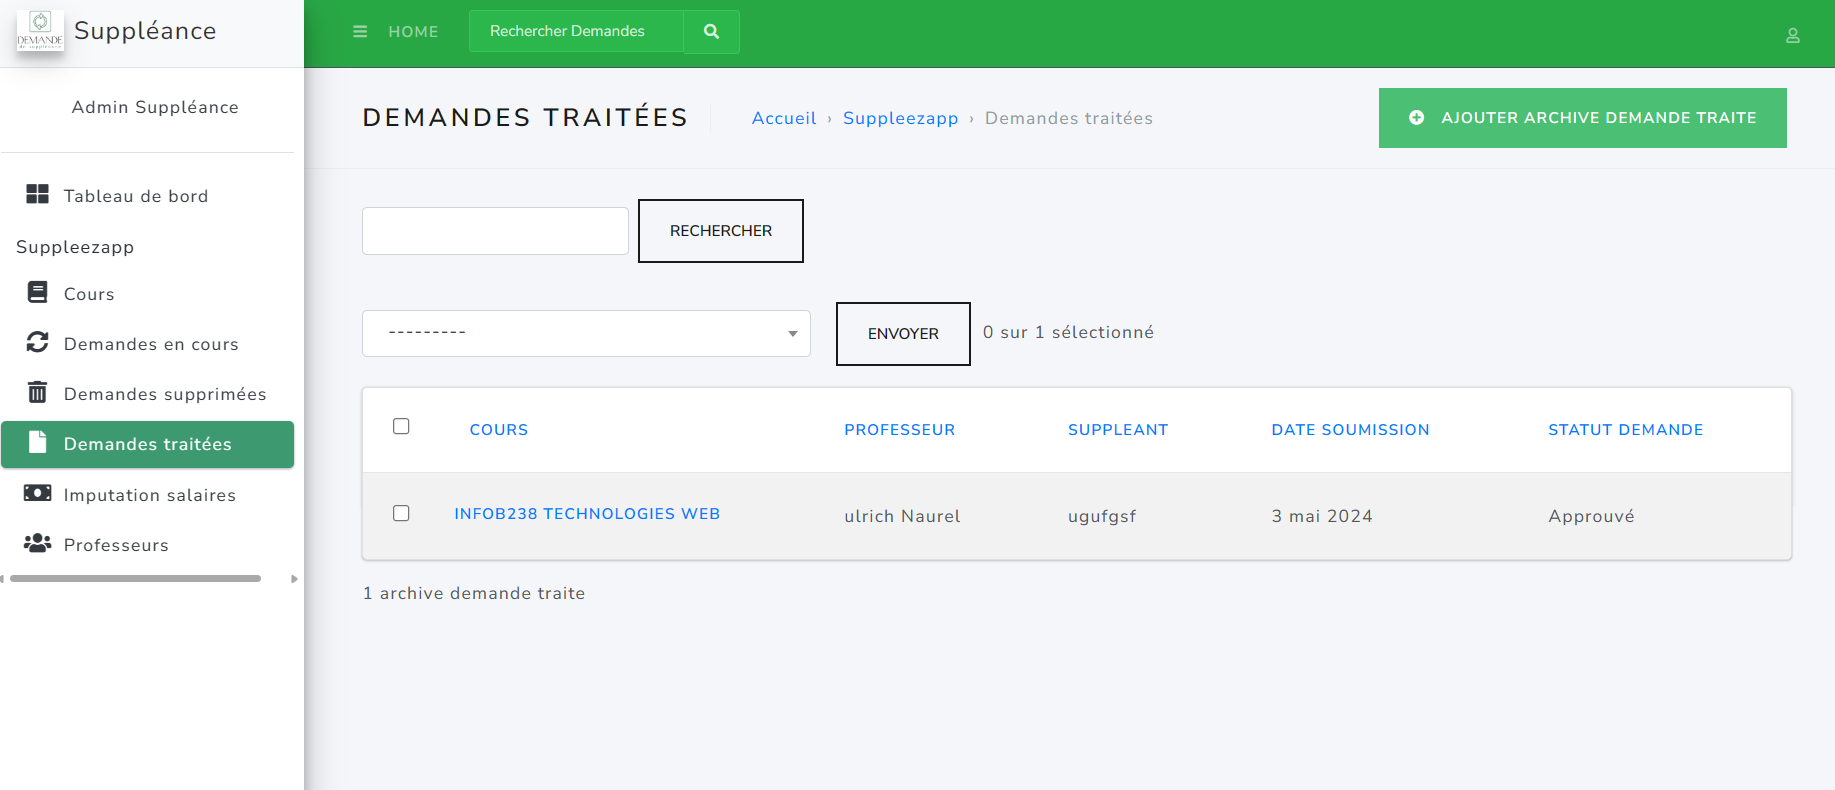 DEMANDE
de suppléance
Suppléance
HOME
Rechercher Demandes
Admin Suppléance
Tableau de bord
Suppleezapp
Cours
Demandes en cours
Demandes supprimées
Demandes traitées
Imputation salaires
Professeurs
DEMANDES TRAITÉES
Accueil › Suppleezapp › Demandes traitées
AJOUTER ARCHIVE DEMANDE TRAITE
RECHERCHER
---------
ENVOYER
0 sur 1 sélectionné
COURS PROFESSEUR SUPPLEANT DATE SOUMISSION STATUT DEMANDE
INFOB238 TECHNOLOGIES WEB ulrich Naurel ugufgsf 3 mai 2024 Approuvé
1 archive demande traite